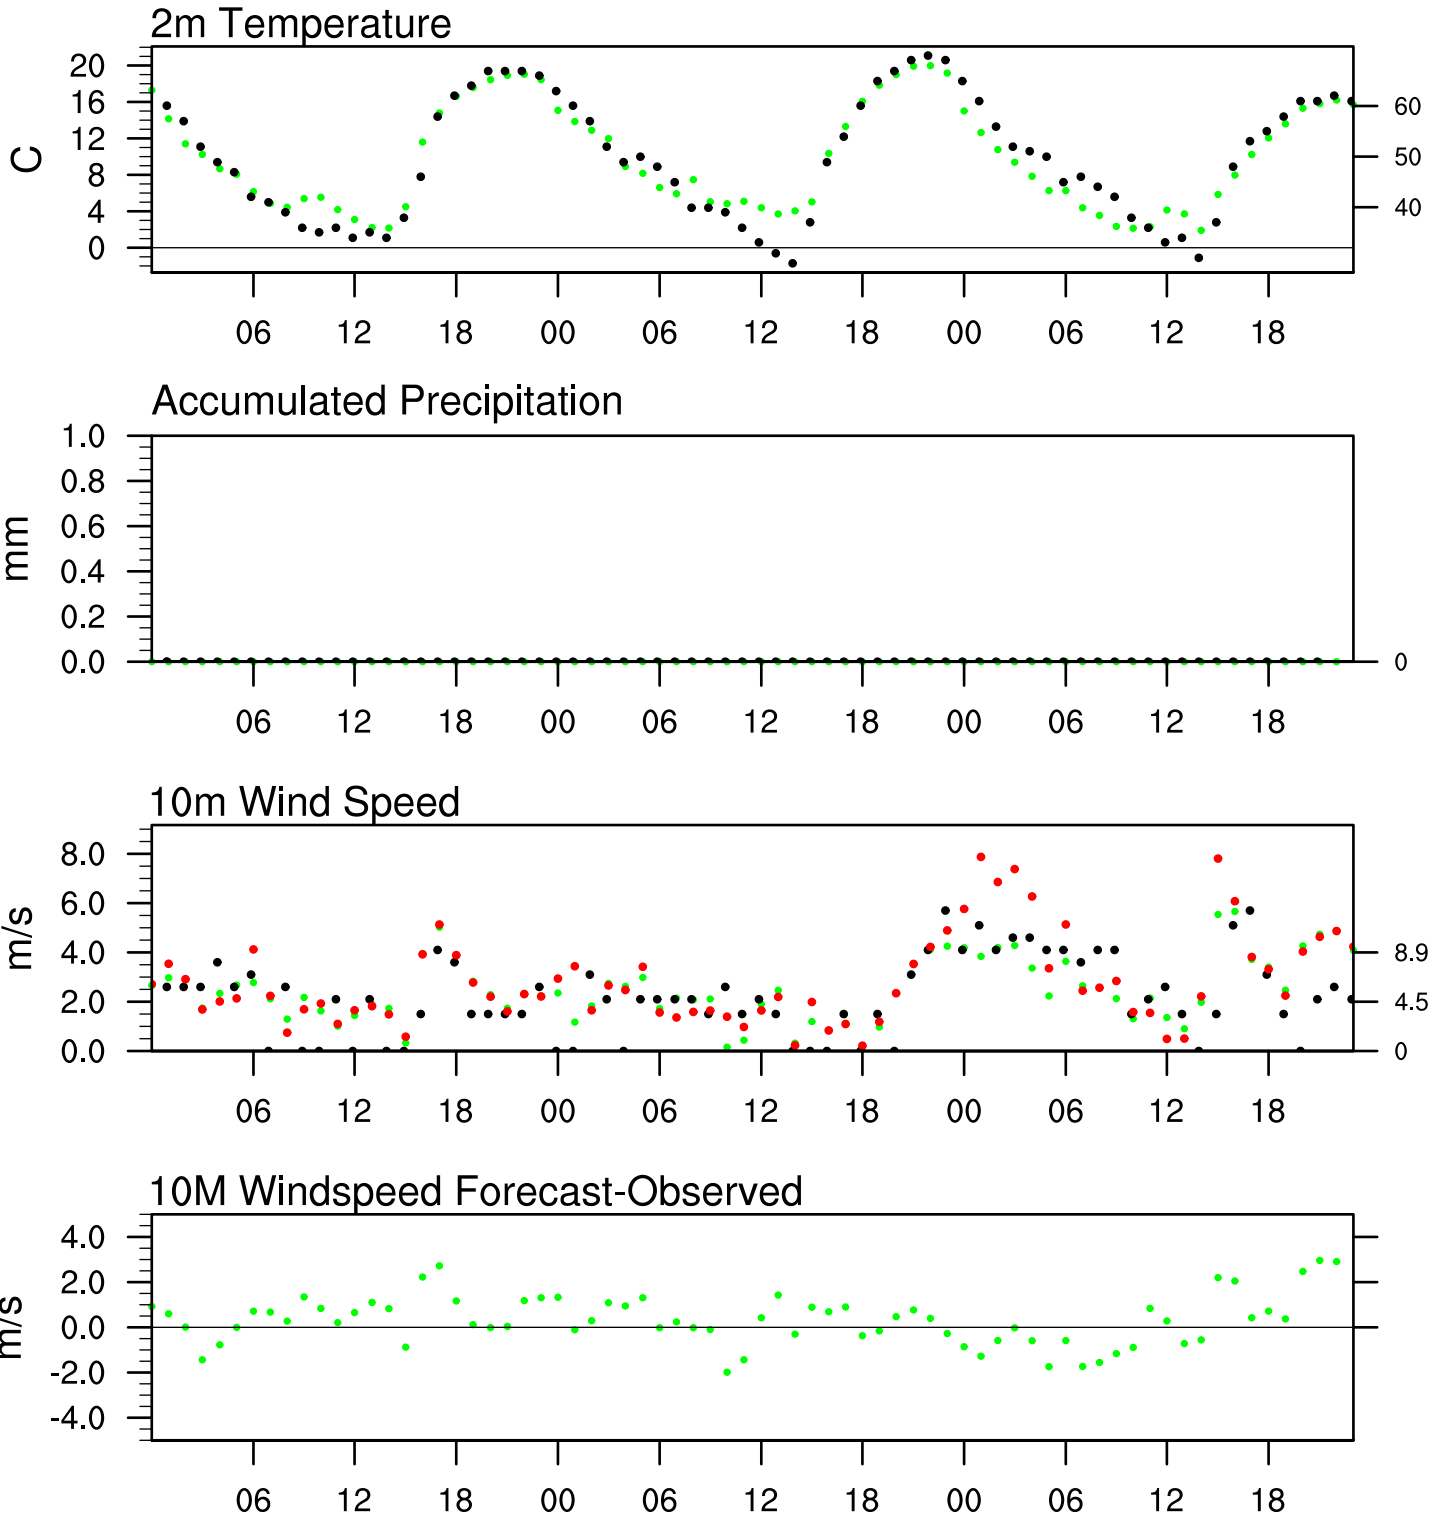 2m Temperature
20
16
12
8
4
0
C
60
50
40
06 12 18 00 06 12 18 00 06 12 18
Accumulated Precipitation
1.0
0.8
0.6
0.4
0.2
0.0
mm
0
06 12 18 00 06 12 18 00 06 12 18
10m Wind Speed
8.0
6.0
4.0
2.0
0.0
m/s
8.9
4.5
0
06 12 18 00 06 12 18 00 06 12 18
10M Windspeed Forecast-Observed
4.0
2.0
0.0
-2.0
-4.0
m/s
06 12 18 00 06 12 18 00 06 12 18